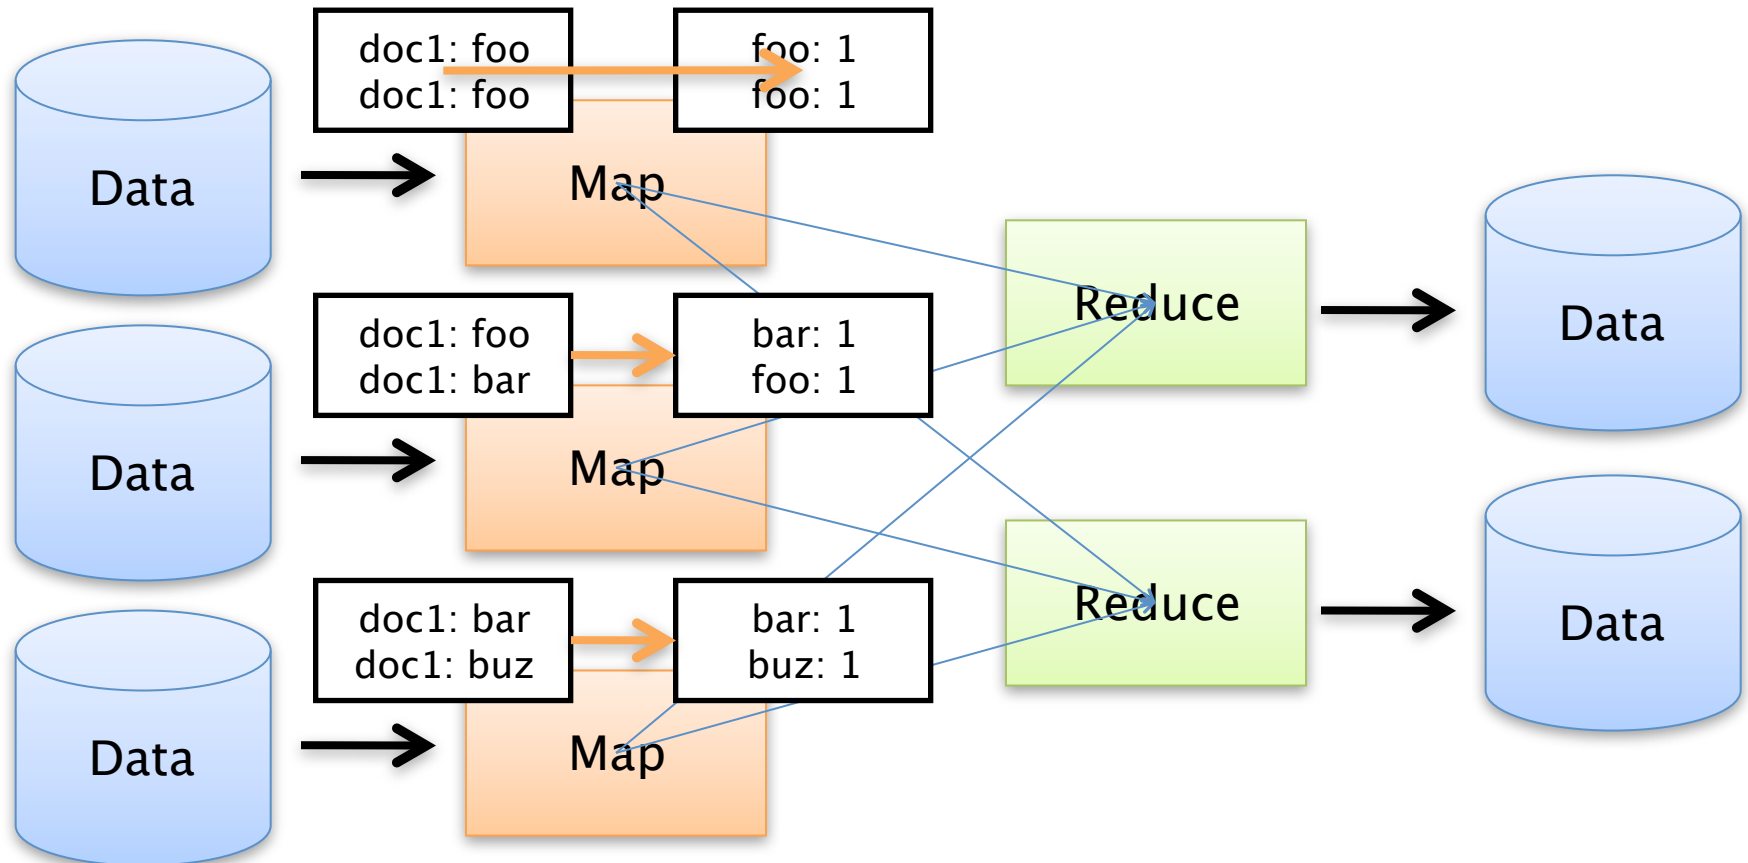 doc1: foo
doc1: foo
foo: 1
foo: 1
Data
Map
doc1: foo
doc1: bar
bar: 1
foo: 1
Reduce
Data
Data
Map
doc1: bar
doc1: buz
bar: 1
buz: 1
Reduce
Data
Data
Map